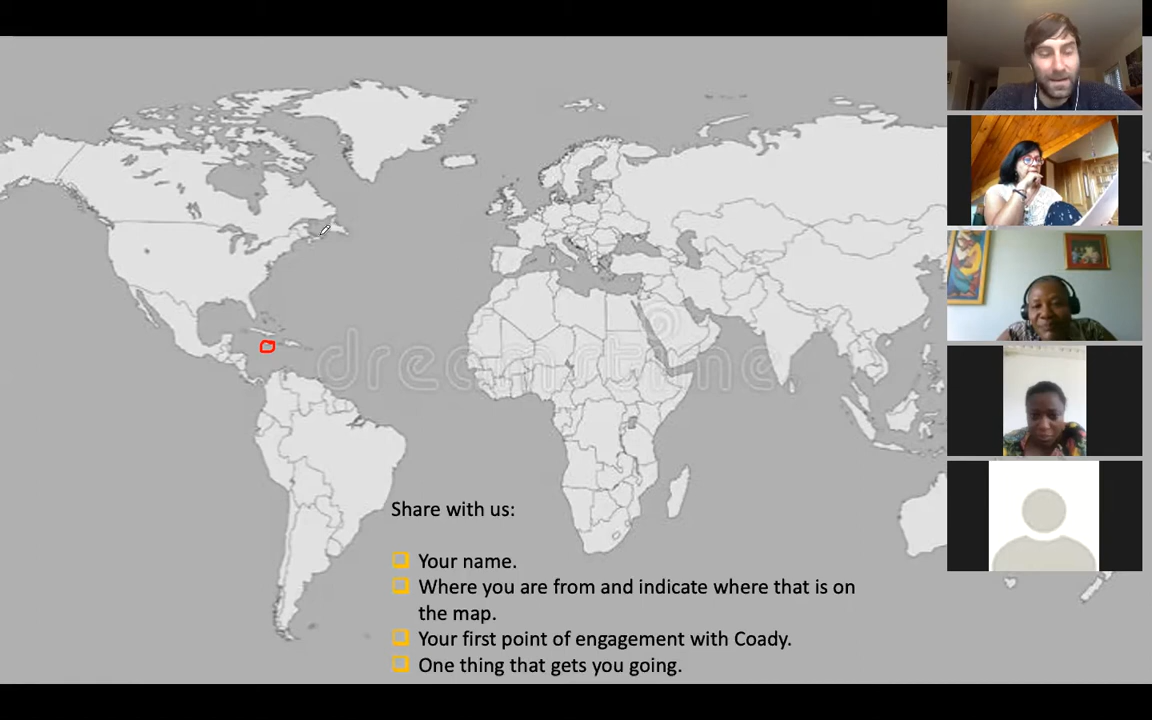 dreamstime
Share with us:
Your name.
Where you are from and indicate where that is on
the map.
Your first point of engagement with Coady.
One thing that gets you going.